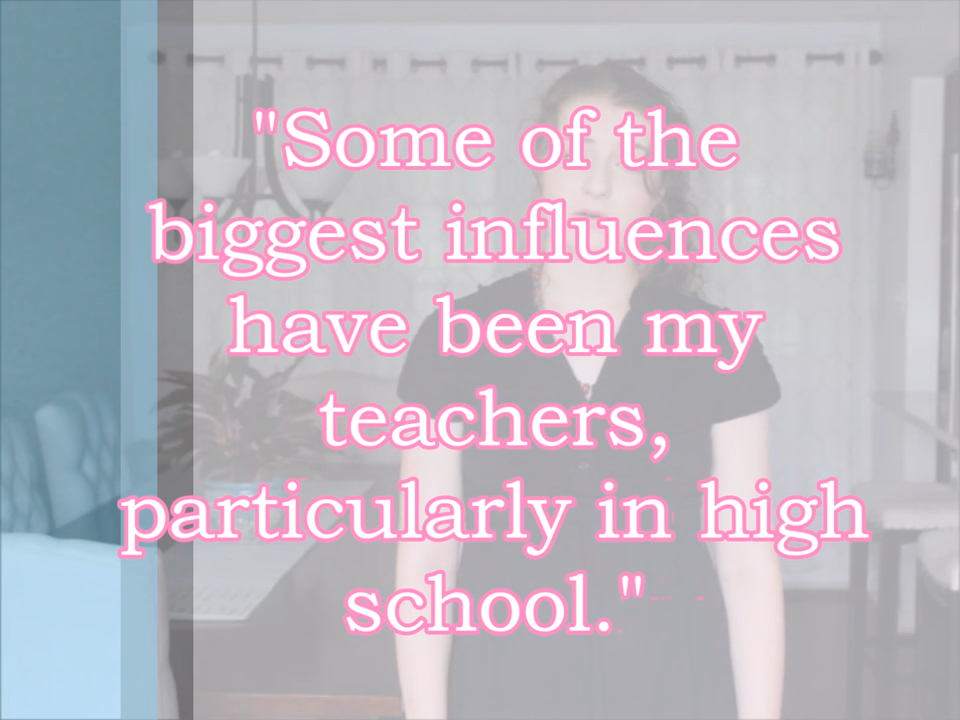 "Some of the
biggest influences
have been my
teachers,
particularly in high
school."